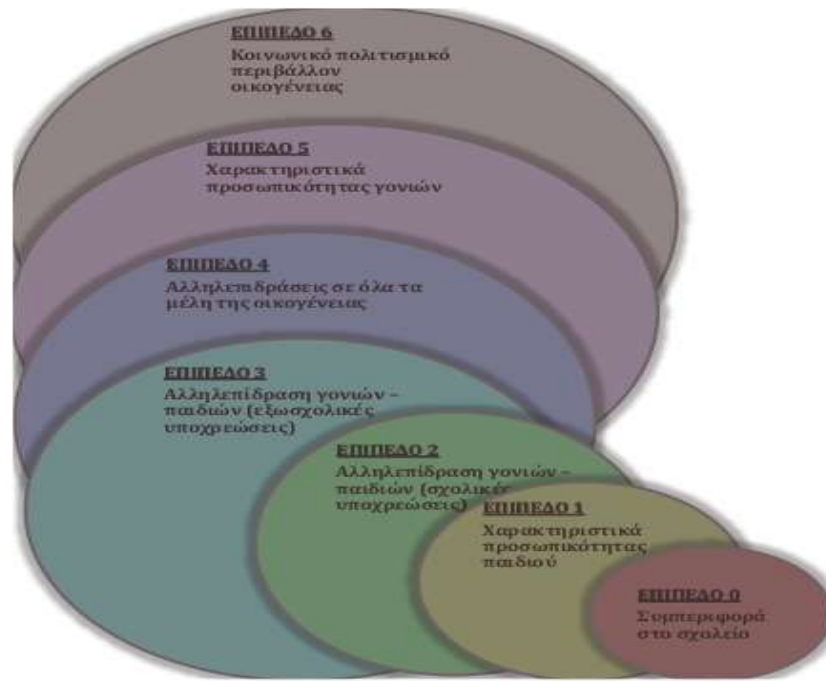 ΕΠΙΠΕΔΟ 6
Κοινωνικό πολιτισμικό
περιβάλλον
οικογένειας
ΕΠΙΠΕΔΟ 5
Χαρακτηριστικά
προσωπικότητας γονιών
ΕΠΙΠΕΔΟ 4
Αλληλεπιδράσεις σε όλα τα
μέλη της οικογένειας
ΕΠΙΠΕΔΟ 3
Αλληλεπίδραση γονιών –
παιδιών (εξωσχολικές
υποχρεώσεις)
ΕΠΙΠΕΔΟ 2
Αλληλεπίδραση γονιών –
παιδιών (σχολικές
υποχρεώσεις)
ΕΠΙΠΕΔΟ 1
Χαρακτηριστικά
προσωπικότητας
παιδιού
ΕΠΙΠΕΔΟ 0
Συμπεριφορά
στο σχολείο